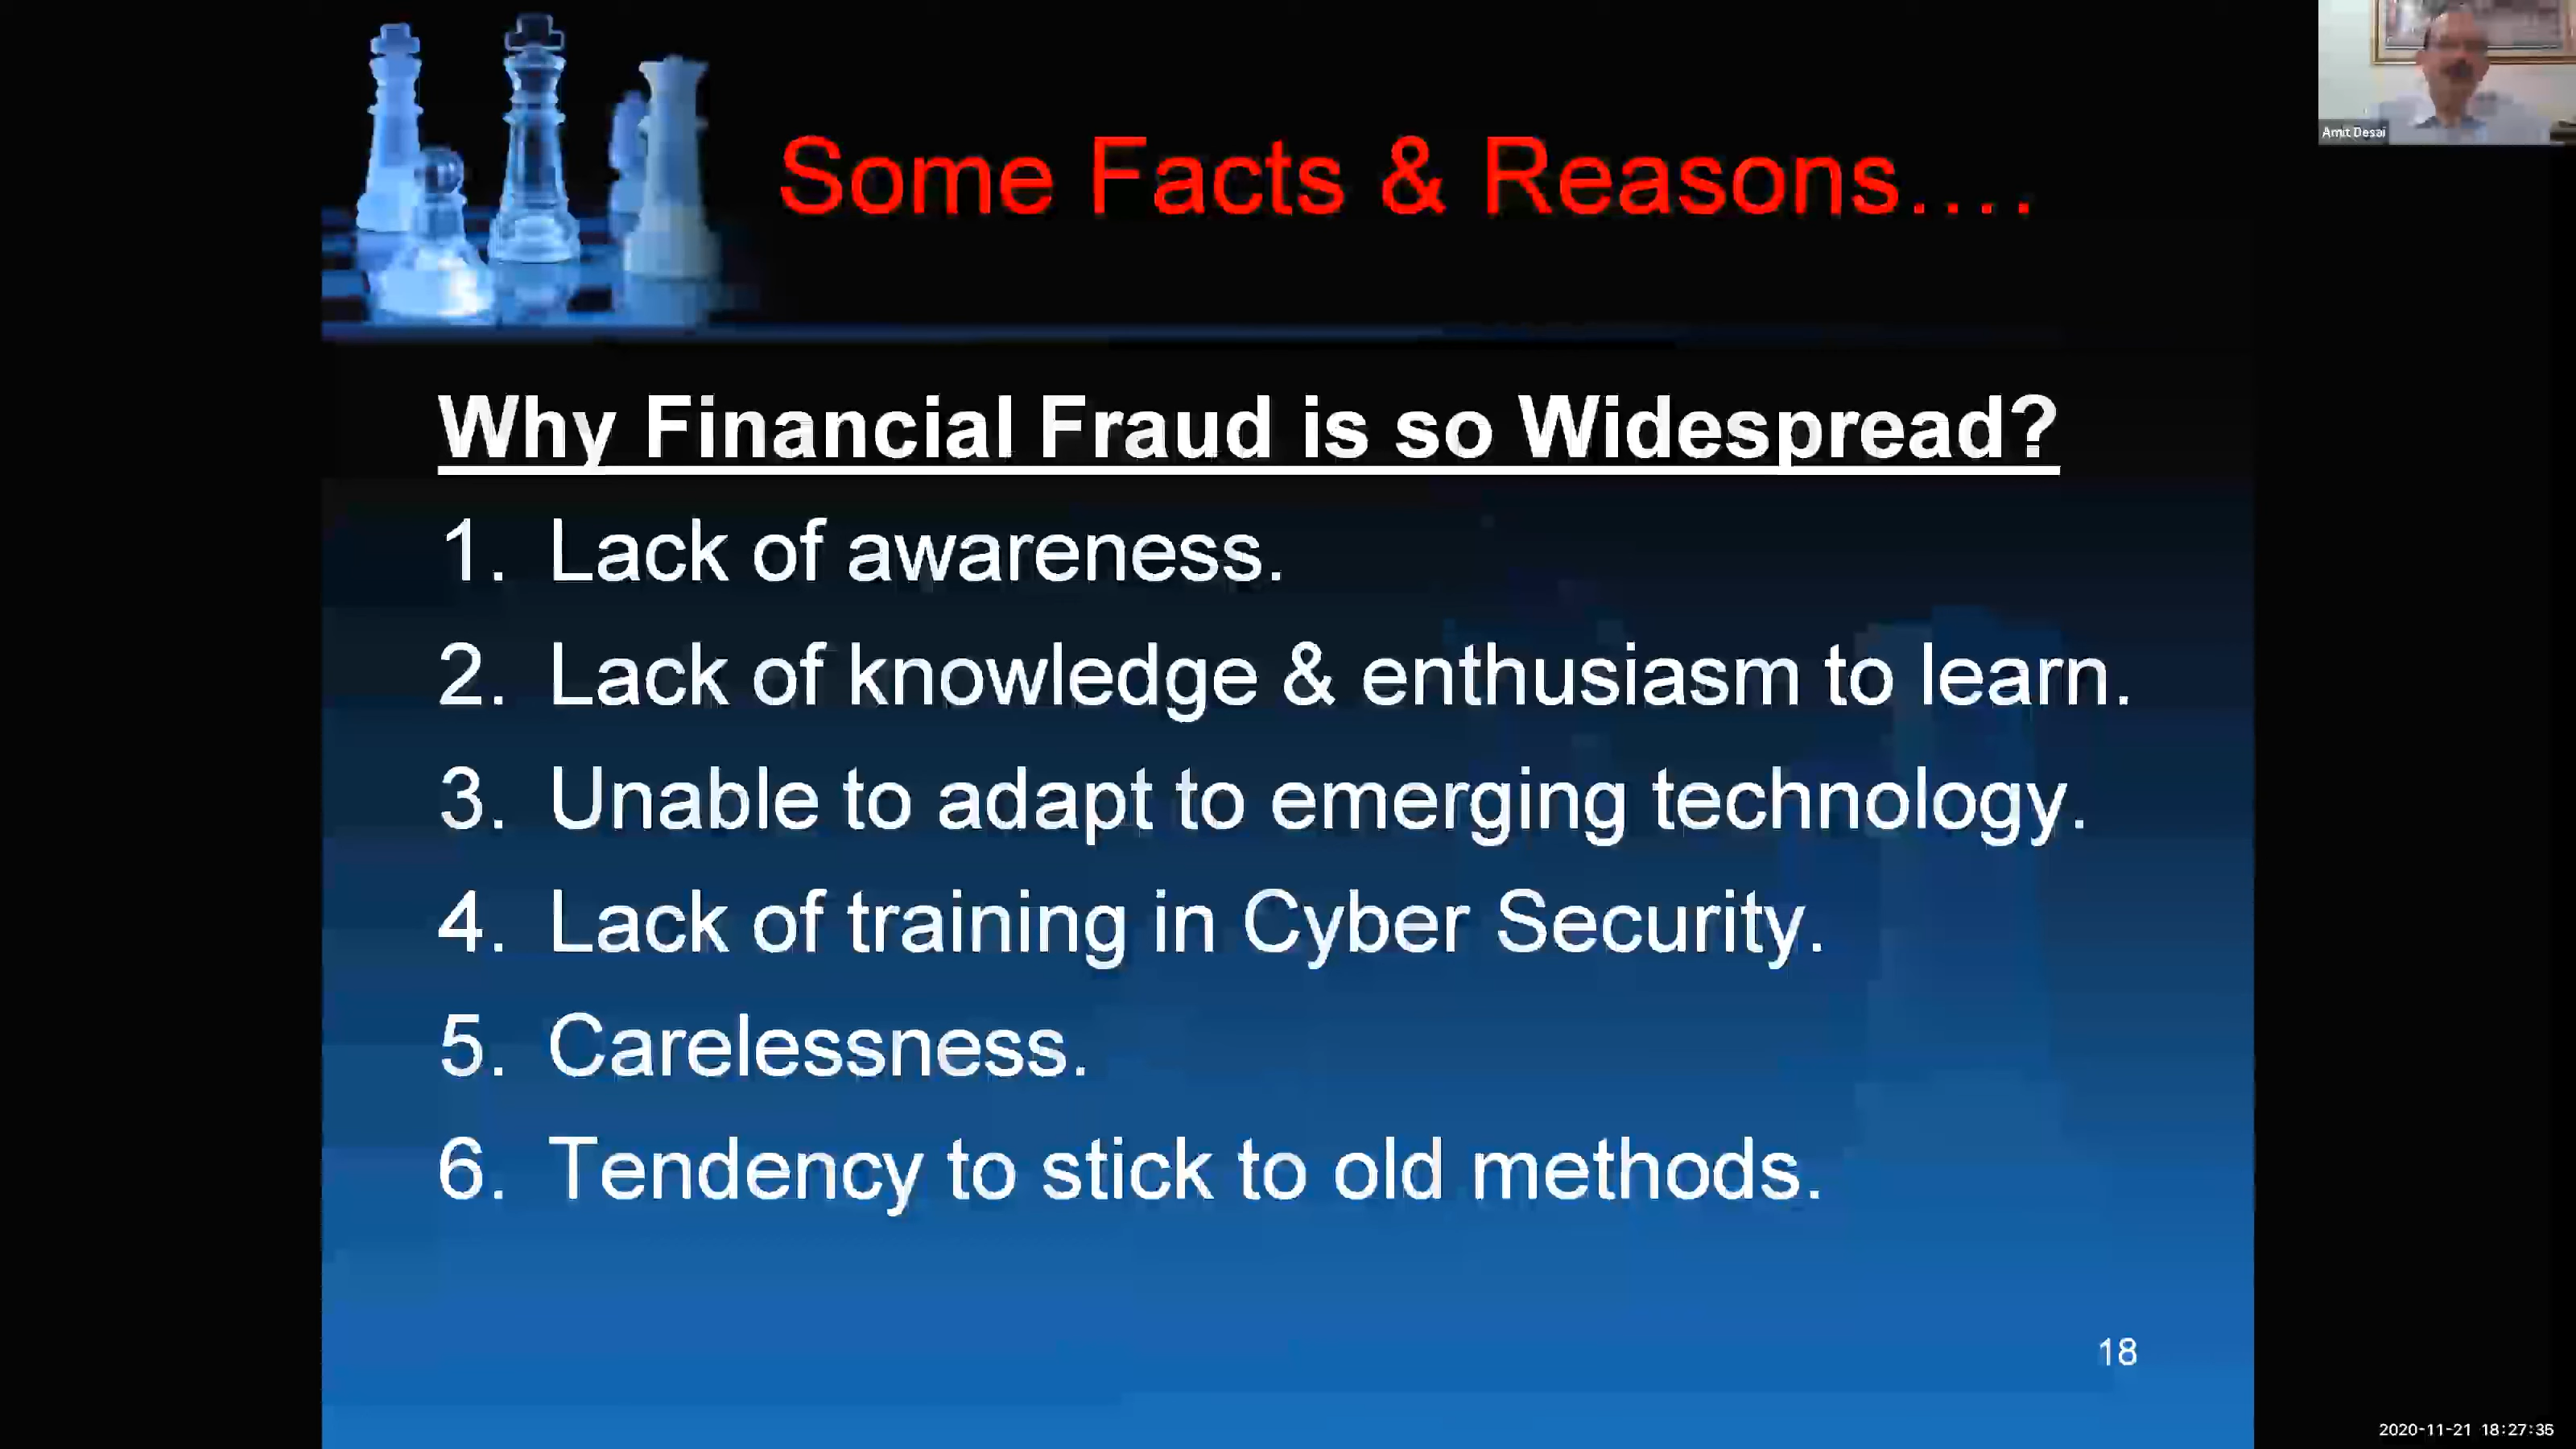 Some Facts & Reasons....
Amit Desai
Why Financial Fraud is so Widespread?
1. Lack of awareness.
2. Lack of knowledge & enthusiasm to learn.
3. Unable to adapt to emerging technology.
4. Lack of training in Cyber Security.
5. Carelessness.
6. Tendency to stick to old methods.
18
2020-11-21 18:27:35